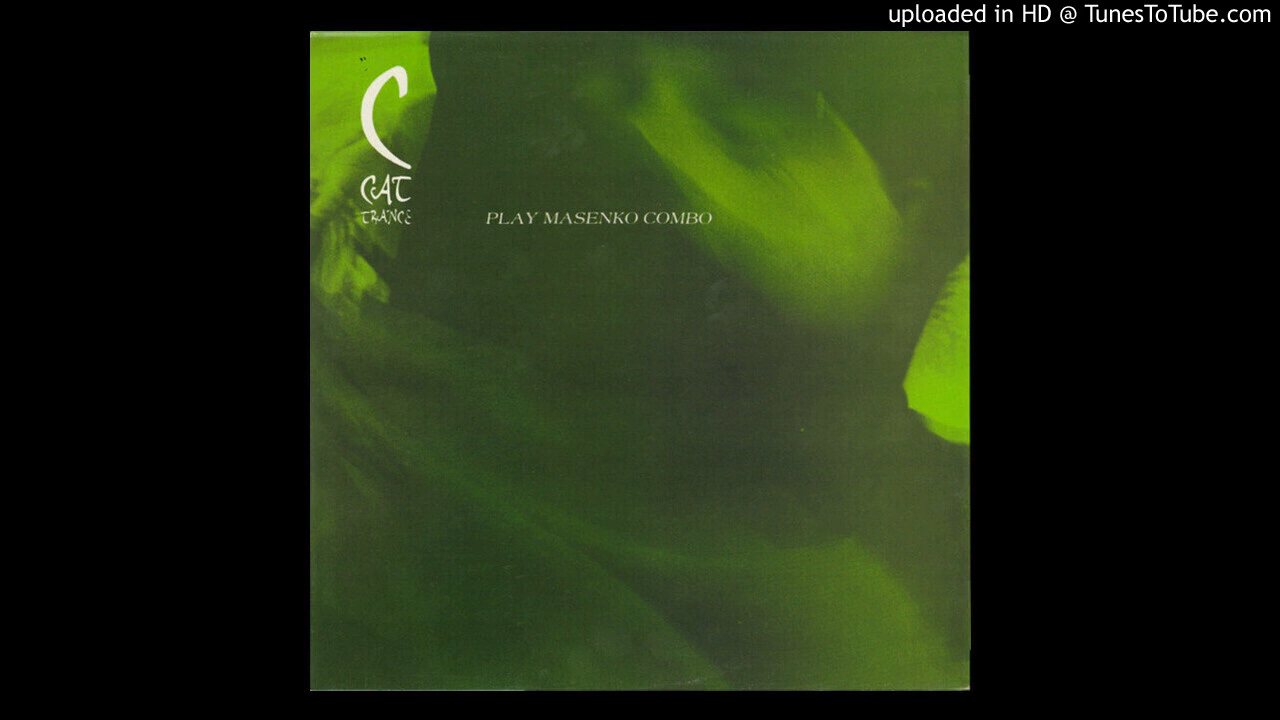 uploaded in HD @ TunesToTube.com
C
CAT
TRANCE
PLAY MASENKO COMBO